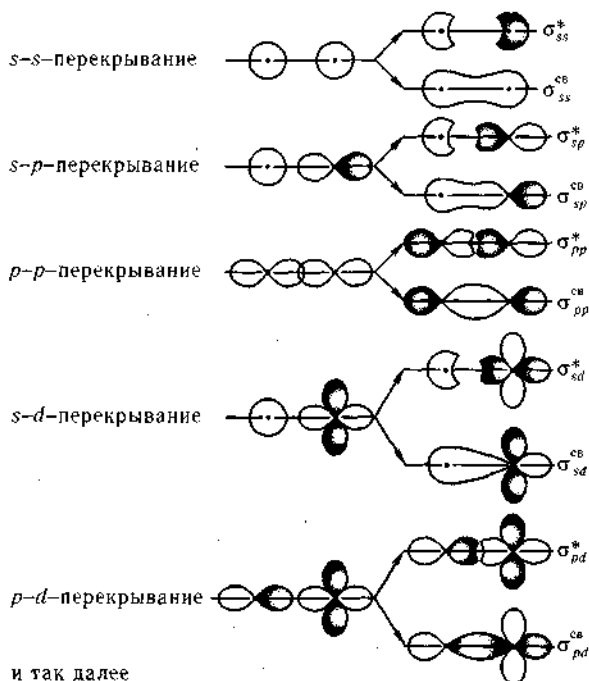 s-s-перекрывание
σ*ss
σсвss
s-p-перекрывание
σ*sp
σсвsp
p-p-перекрывание
σ*pp
σсвpp
s-d-перекрывание
σ*sd
σсвsd
p-d-перекрывание
σ*pd
σсвpd
и так далее